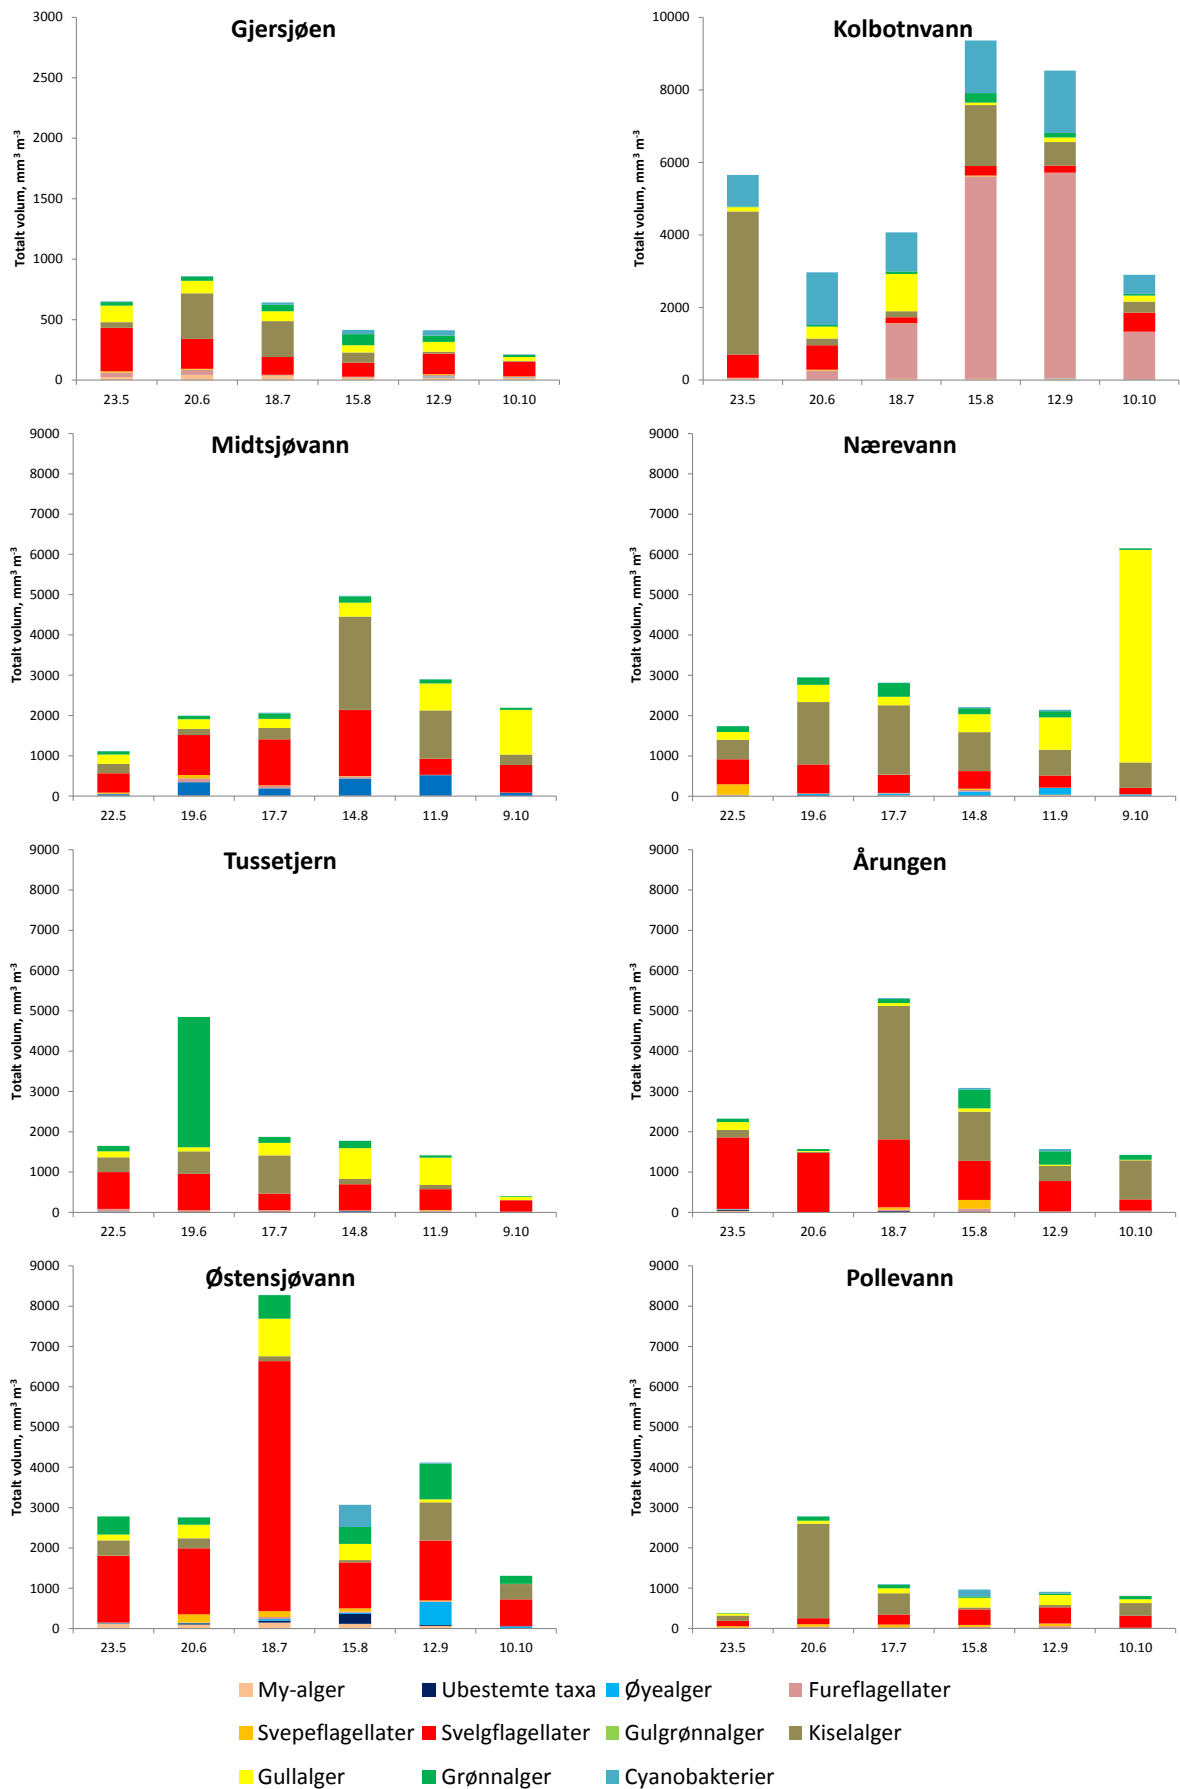 Gjersjøen
Totalt volum, mm³ m⁻³
3000
2500
2000
1500
1000
500
0
23.5 20.6 18.7 15.8 12.9 10.10
Kolbotnvann
Totalt volum, mm³ m⁻³
10000
8000
6000
4000
2000
0
23.5 20.6 18.7 15.8 12.9 10.10
Midtsjøvann
Totalt volum, mm³ m⁻³
9000
8000
7000
6000
5000
4000
3000
2000
1000
0
22.5 19.6 17.7 14.8 11.9 9.10
Nærevann
Totalt volum, mm³ m⁻³
9000
8000
7000
6000
5000
4000
3000
2000
1000
0
22.5 19.6 17.7 14.8 11.9 9.10
Tussetjern
Totalt volum, mm³ m⁻³
9000
8000
7000
6000
5000
4000
3000
2000
1000
0
22.5 19.6 17.7 14.8 11.9 9.10
Årungen
Totalt volum, mm³ m⁻³
9000
8000
7000
6000
5000
4000
3000
2000
1000
0
23.5 20.6 18.7 15.8 12.9 10.10
Østensjøvann
Totalt volum, mm³ m⁻³
9000
8000
7000
6000
5000
4000
3000
2000
1000
0
23.5 20.6 18.7 15.8 12.9 10.10
Pollevann
Totalt volum, mm³ m⁻³
9000
8000
7000
6000
5000
4000
3000
2000
1000
0
23.5 20.6 17.7 15.8 12.9 10.10
My-alger Ubestemte taxa Øyealger Fureflagellater
Svepeflagellater Svelgflagellater Gulgrønnalger Kiselalger
Gullalger Grønnalger Cyanobakterier